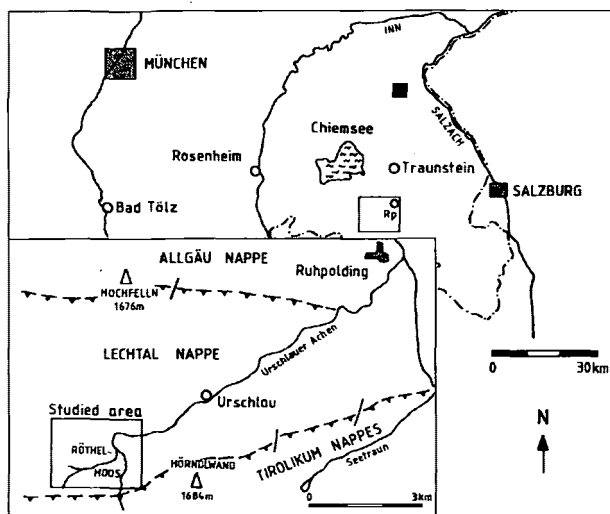 INN
MÜNCHEN
SALZACH
Chiemsee
Rosenheim
Traunstein
SALZBURG
Bad Tölz
Rp
ALLGÄU NAPPE
Ruhpolding
HOCHFELLN
1676m
LECHTAL NAPPE
Urschlauer Achen
0 30km
Urschlau
Studied area
N
RÖTHEL-
MOOS
HÖRNDLWAND
1684m
TIROLIKUM NAPPES
Seetraun
0 3km